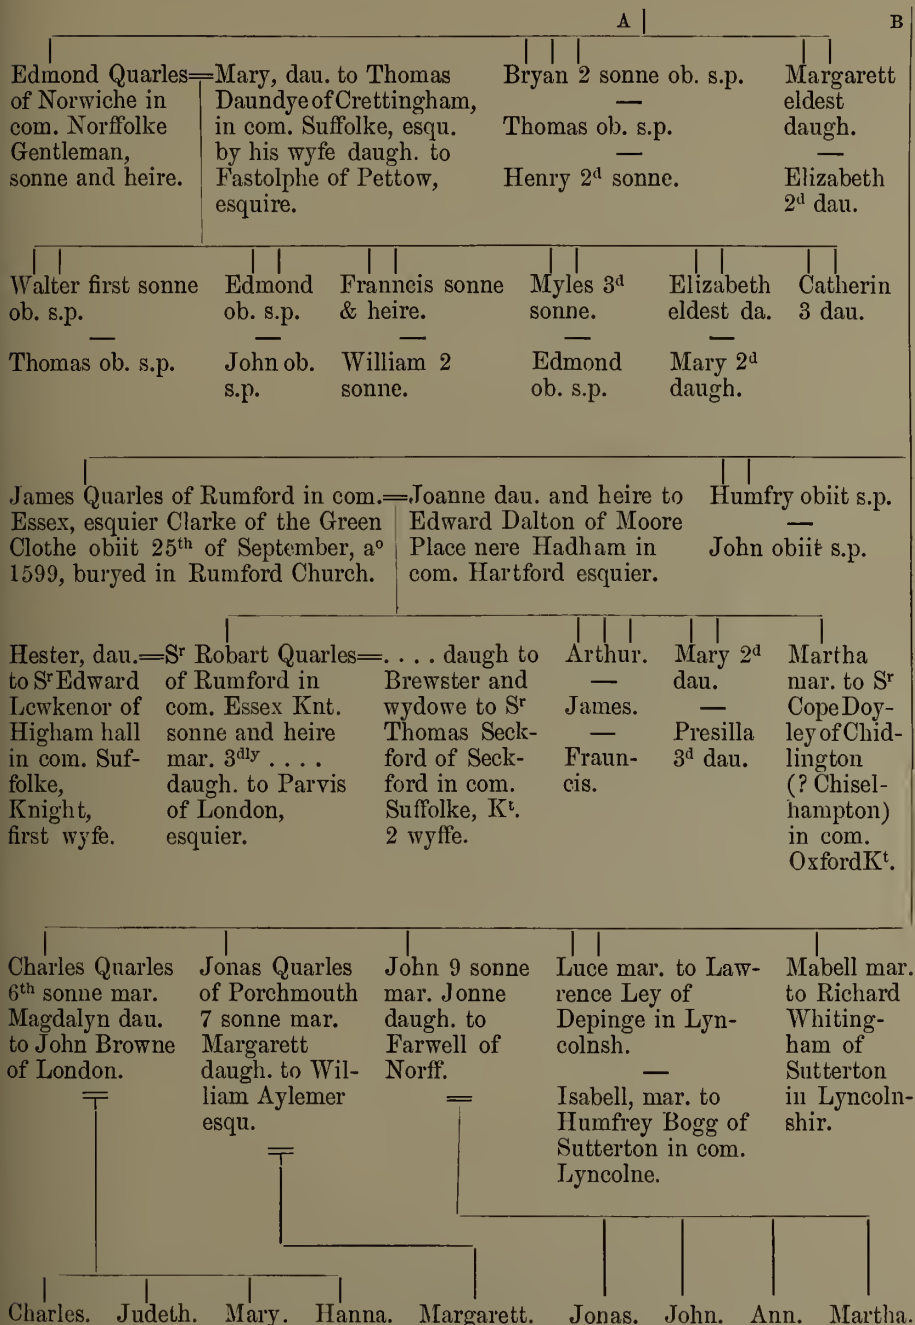 A B
Edmond Quarles=Mary, dau. to Thomas Bryan 2 sonne ob. s.p. Margarett
of Norwiche in Daundye of Crettingham, — eldest
com. Norffolke in com. Suffolke, esqu. Thomas ob. s.p. daugh.
Gentleman, by his wyfe daugh. to — —
sonne and heire. Fastolphe of Pettow, Henry 2d sonne. Elizabeth
esquire. 2d dau.
Walter first sonne Edmond Franncis sonne Myles 3d Elizabeth Catherin
ob. s.p. ob. s.p. & heire. sonne. eldest da. 3 dau.
— — — — —
Thomas ob. s.p. John ob. William 2 Edmond Mary 2d
s.p. sonne. ob. s.p. daugh.
James Quarles of Rumford in com.=Joanne dau. and heire to Humfry obiit s.p.
Essex, esquier Clarke of the Green Edward Dalton of Moore —
Clothe obiit 25th of September, ao Place nere Hadham in John obiit s.p.
1599, buryed in Rumford Church. com. Hartford esquier.
Hester, dau.=Sr Robart Quarles=. . . . daugh to Arthur. Mary 2d Martha
to Sr Edward of Rumford in Brewster and — dau. mar. to Sr
Lewkenor of com. Essex Knt. wydowe to Sr James. — Cope Doy-
Higham hall sonne and heire Thomas Seck- — Presilla ley of Chid-
in com. Suf- mar. 3dly . . . . ford of Seck- Fraun- 3d dau. lington
folke, daugh. to Parvis ford in com. cis. (? Chisel-
Knight, of London, Suffolke, Kt. hampton)
first wyfe. esquier. 2 wyffe. in com.
Oxford Kt.
Charles Quarles Jonas Quarles John 9 sonne Luce mar. to Law- Mabell mar.
6th sonne mar. of Porchmouth mar. Jonne rence Ley of to Richard
Magdalyn dau. 7 sonne mar. daugh. to Depinge in Lyn- Whiting-
to John Browne Margarett Farwell of colnsh. ham of
of London. daugh. to Wil- Norff. — Sutterton
liam Aylemer Isabell, mar. to in Lyncoln-
esqu. Humfrey Bogg of shir.
Sutterton in com.
Lyncolne.
Charles. Judeth. Mary. Hanna. Margarett. Jonas. John. Ann. Martha.